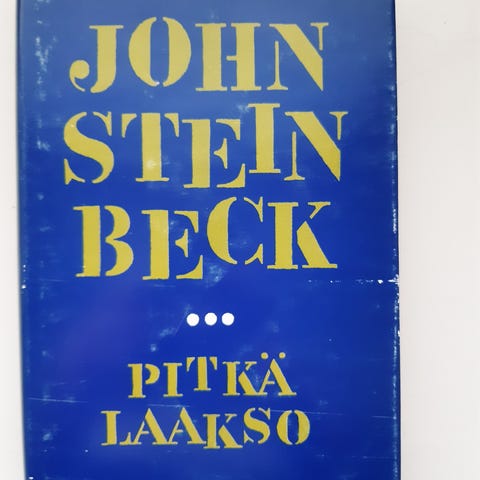 JOHN
STEIN
BECK
PITKÄ
LAAKSO